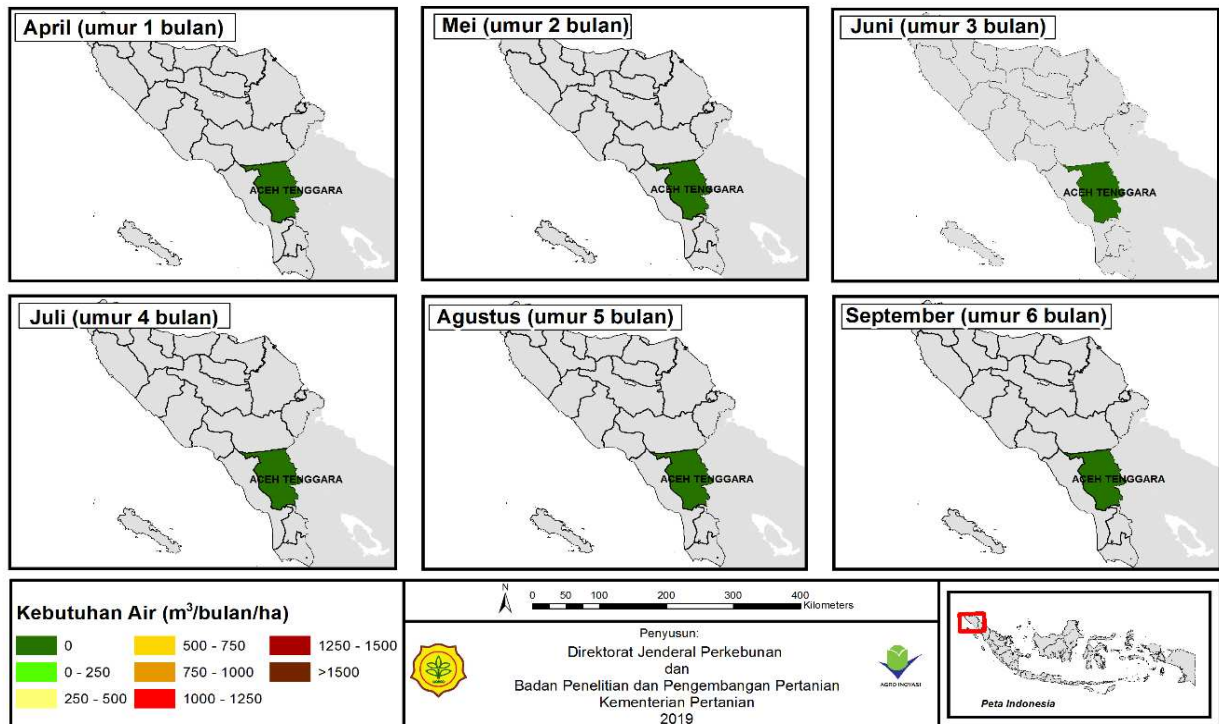 April (umur 1 bulan)
ACEH TENGGARA
Mei (umur 2 bulan)
ACEH TENGGARA
Juni (umur 3 bulan)
ACEH TENGGARA
Juli (umur 4 bulan)
ACEH TENGGARA
Agustus (umur 5 bulan)
ACEH TENGGARA
September (umur 6 bulan)
ACEH TENGGARA
Kebutuhan Air (m³/bulan/ha)
0
0 - 250
250 - 500
500 - 750
750 - 1000
1000 - 1250
1250 - 1500
>1500
N
0 50 100 200 300 400
Kilometers
Penyusun:
Direktorat Jenderal Perkebunan
dan
Badan Penelitian dan Pengembangan Pertanian
Kementerian Pertanian
2019
AGRO INOVASI
Peta Indonesia